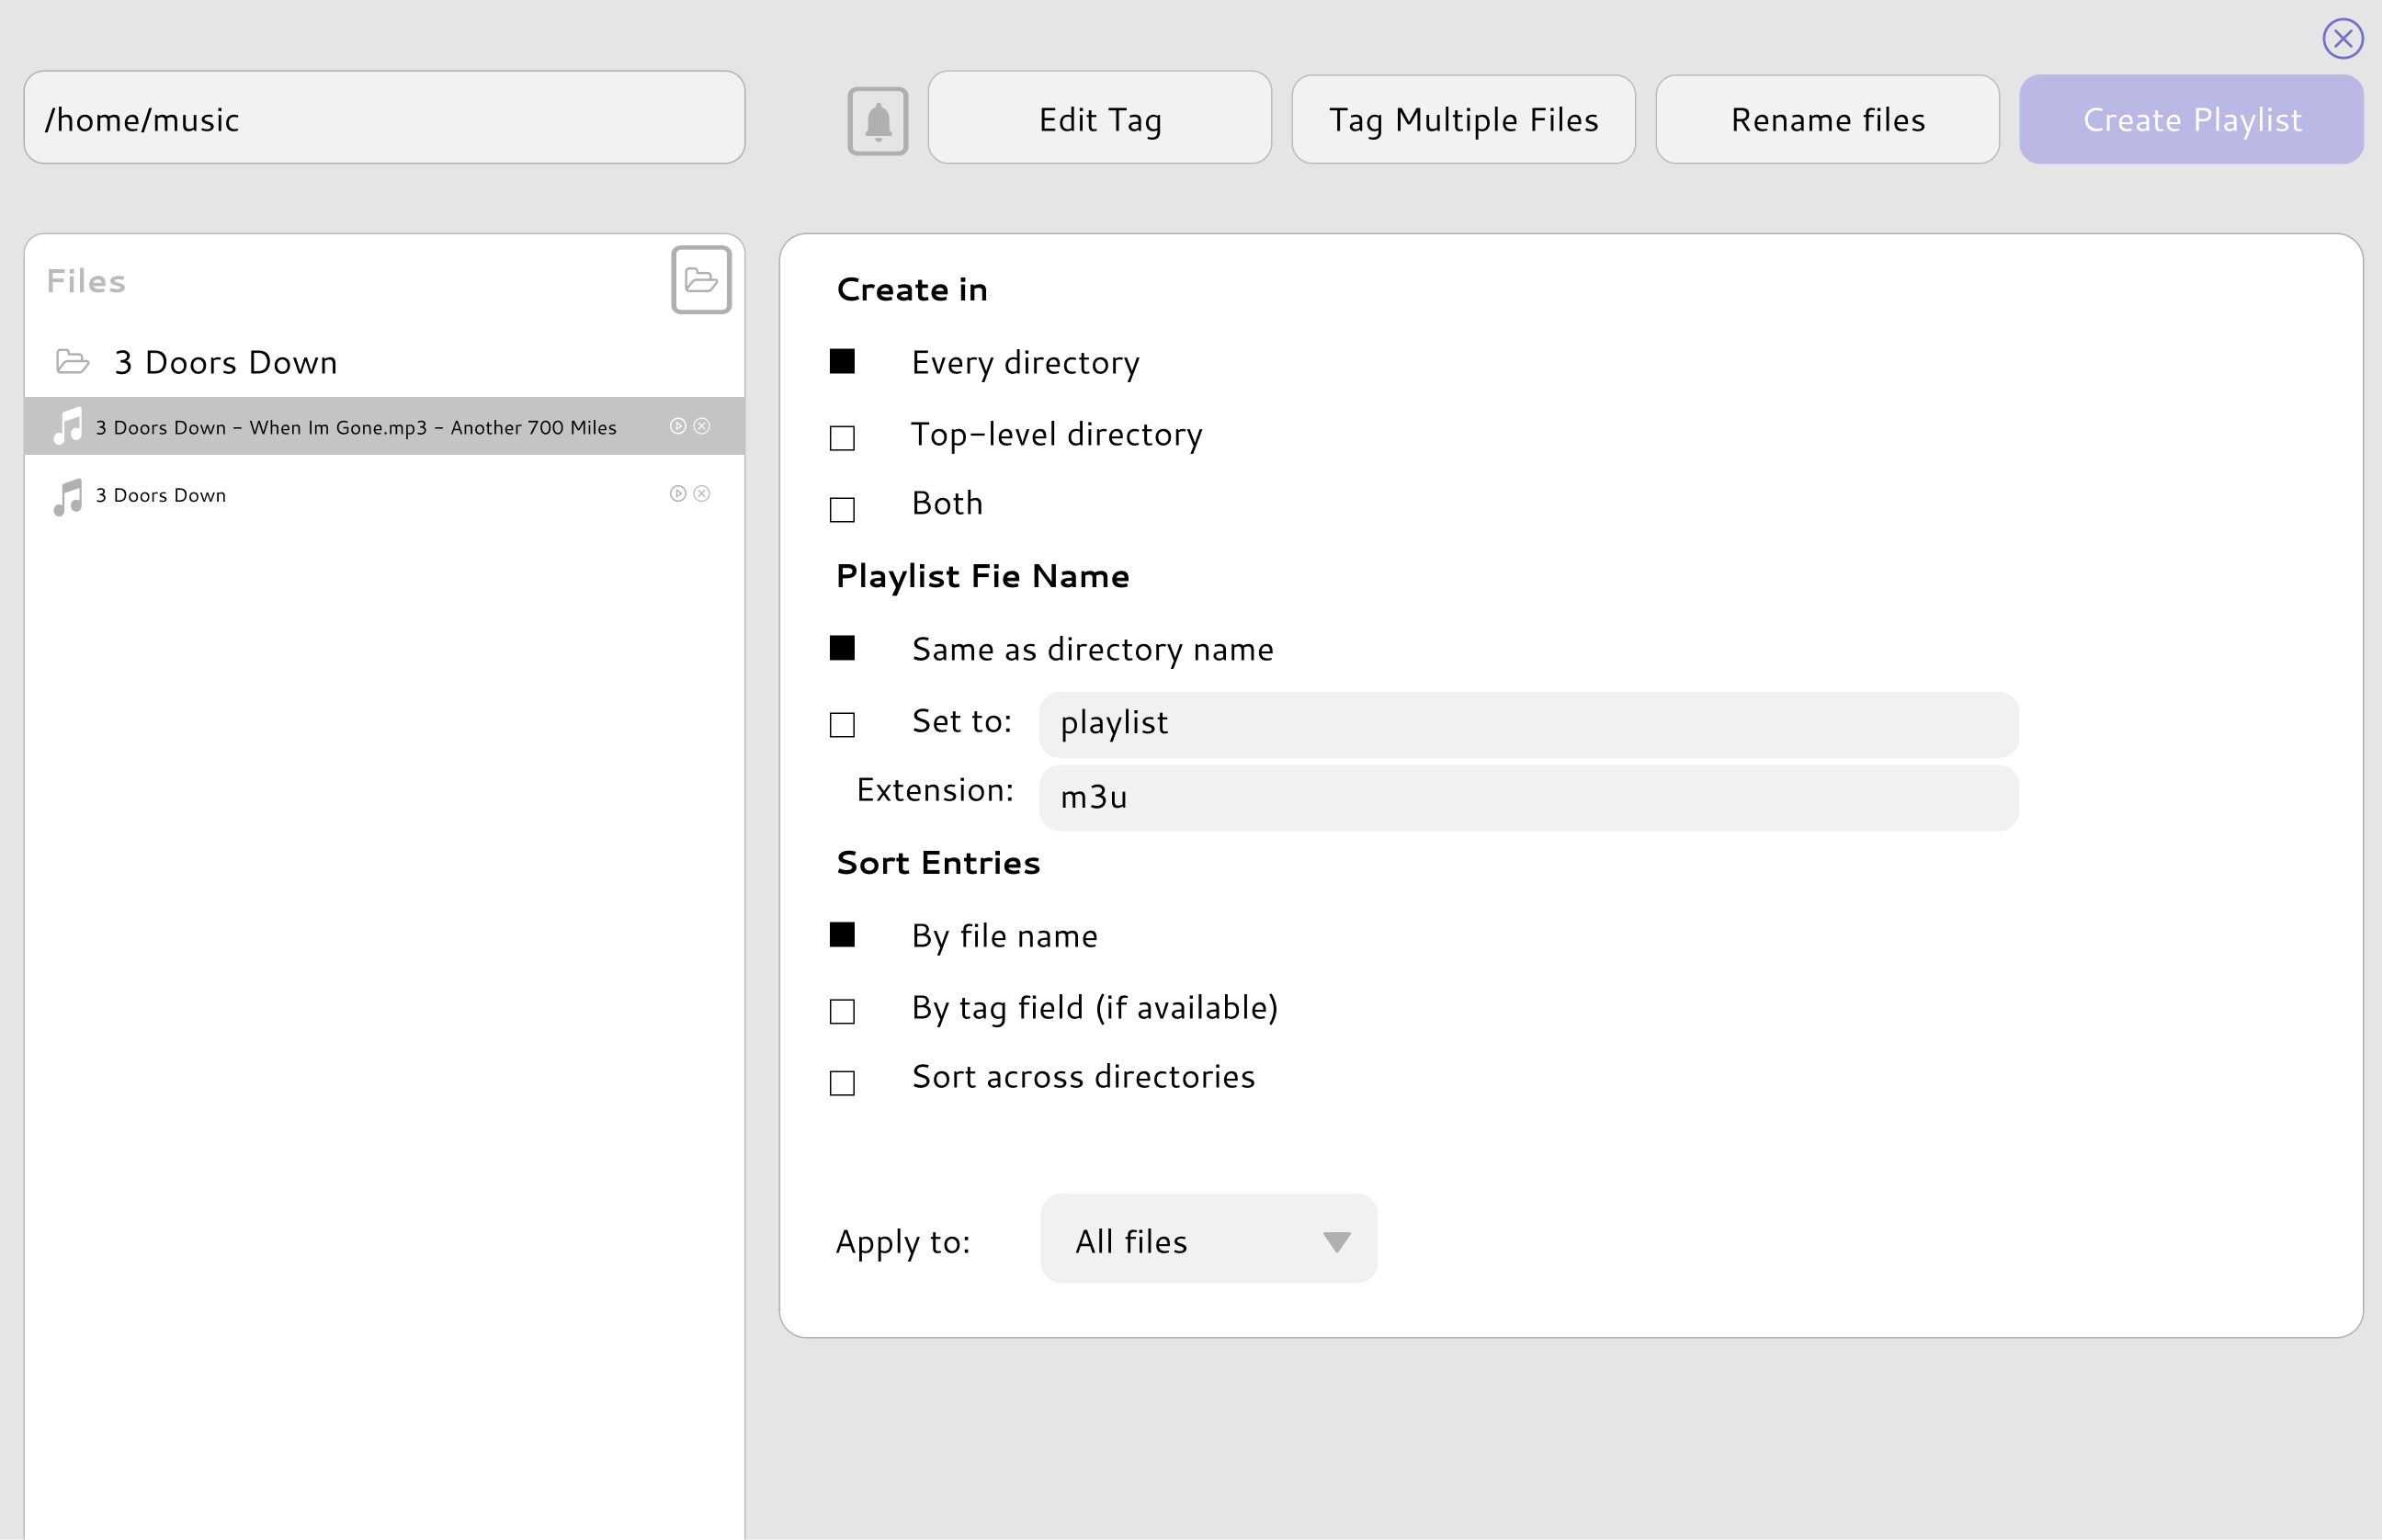 /home/music
Edit Tag
Tag Multiple Files
Rename files
Create Playlist
Files
3 Doors Down
3 Doors Down - When Im Gone.mp3 - Another 700 Miles
3 Doors Down
Create in
Every directory
Top-level directory
Both
Playlist Fie Name
Same as directory name
Set to: playlist
Extension: m3u
Sort Entries
By file name
By tag field (if available)
Sort across directories
Apply to: All files